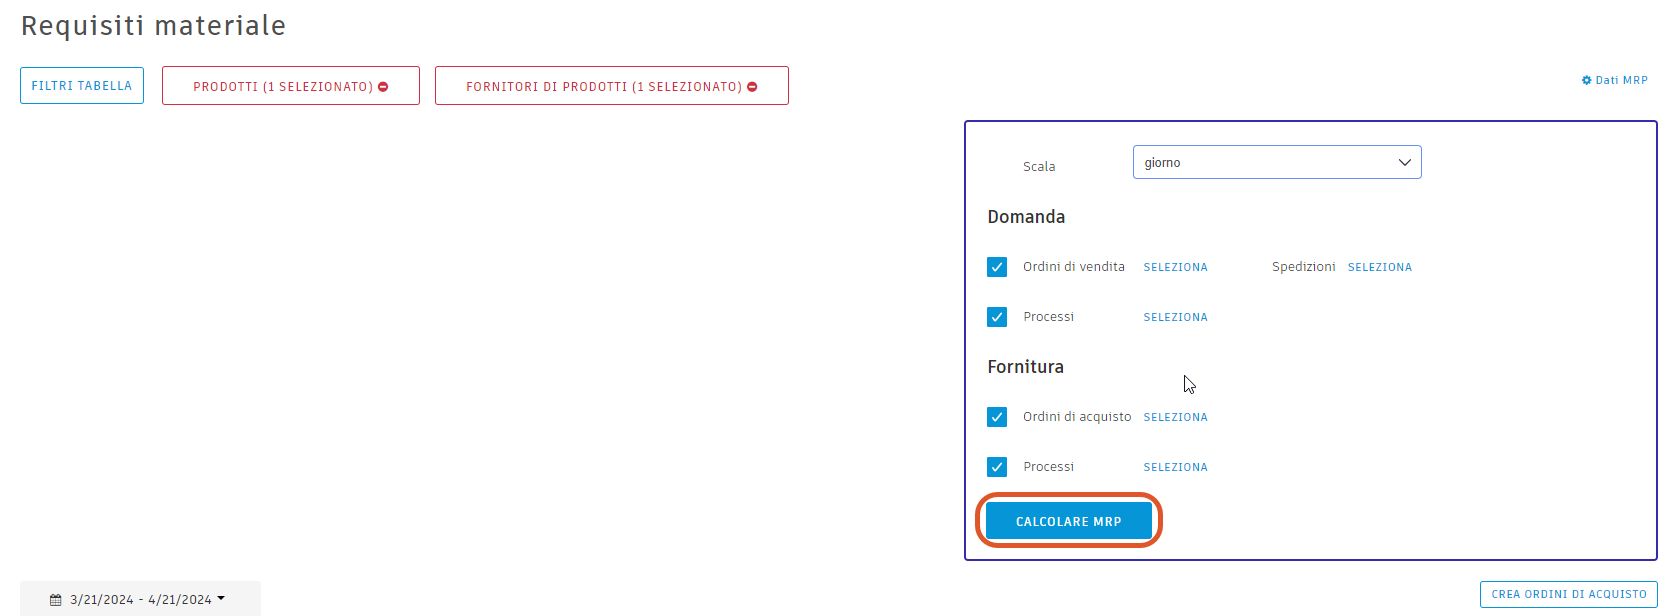 Requisiti materiale
FILTRI TABELLA
PRODOTTI (1 SELEZIONATO)
FORNITORI DI PRODOTTI (1 SELEZIONATO)
Dati MRP
Scala
giorno
Domanda
Ordini di vendita SELEZIONA Spedizioni SELEZIONA
Processi SELEZIONA
Fornitura
Ordini di acquisto SELEZIONA
Processi SELEZIONA
CALCOLARE MRP
3/21/2024 - 4/21/2024
CREA ORDINI DI ACQUISTO